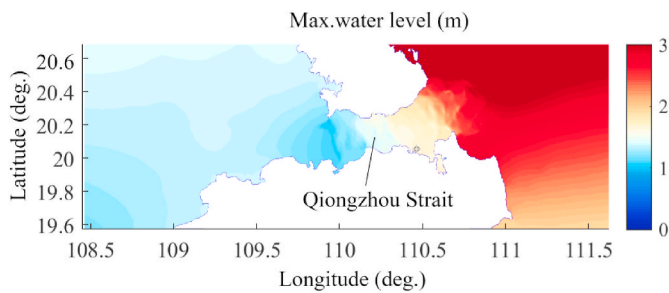 Max.water level (m)
Latitude (deg.)
20.6
20.4
20.2
20
19.8
19.6
Qiongzhou Strait
108.5 109 109.5 110 110.5 111 111.5
Longitude (deg.)
3
2
1
0